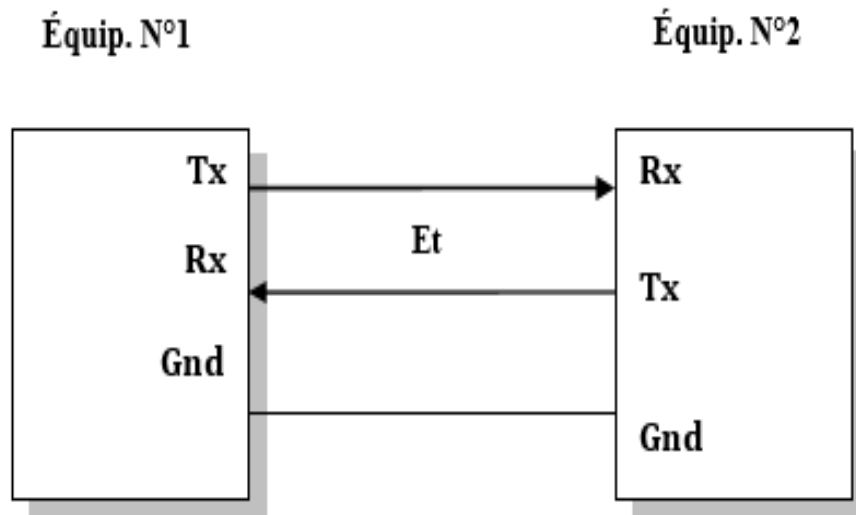 Équip. N°1
Équip. N°2
Tx
Rx
Et
Rx
Tx
Gnd
Gnd